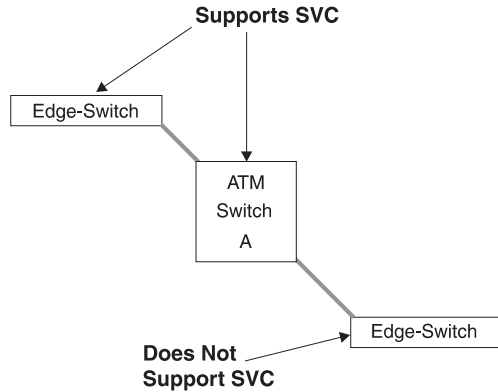 Supports SVC
Edge-Switch
ATM
Switch
A
Edge-Switch
Does Not
Support SVC